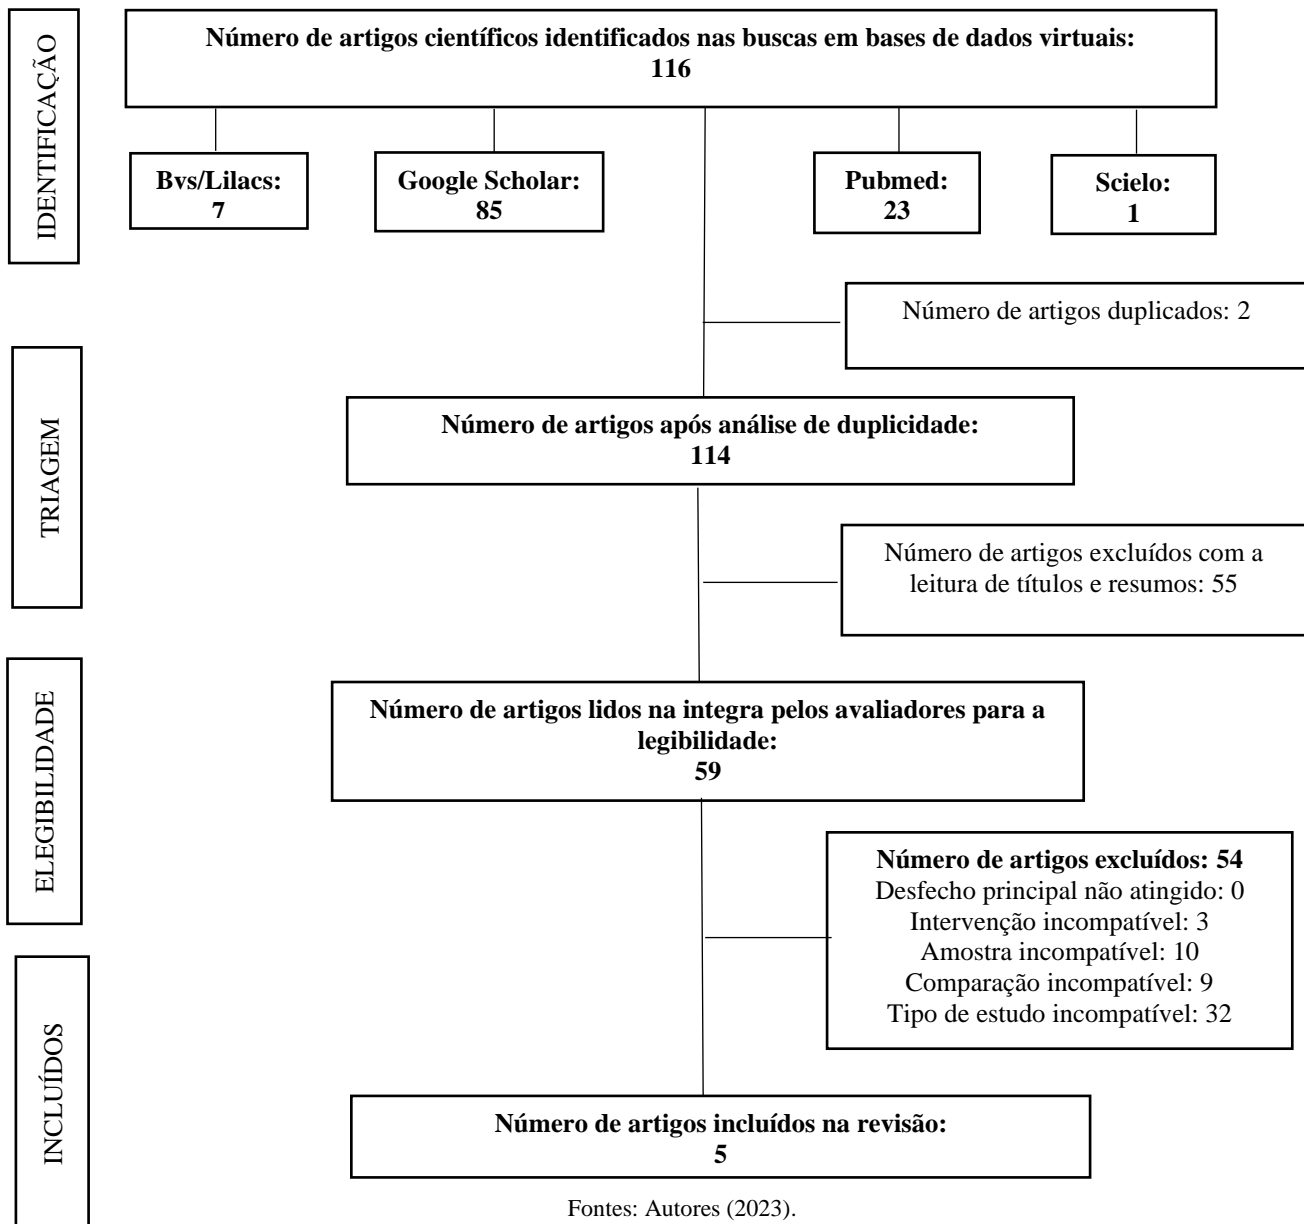 IDENTIFICAÇÃO
Número de artigos científicos identificados nas buscas em bases de dados virtuais:
116
Bvs/Lilacs:
7
Google Scholar:
85
Pubmed:
23
Scielo:
1
Número de artigos duplicados: 2
TRIAGEM
Número de artigos após análise de duplicidade:
114
Número de artigos excluídos com a
leitura de títulos e resumos: 55
ELEGIBILIDADE
Número de artigos lidos na integra pelos avaliadores para a
legibilidade:
59
Número de artigos excluídos: 54
Desfecho principal não atingido: 0
Intervenção incompatível: 3
Amostra incompatível: 10
Comparação incompatível: 9
Tipo de estudo incompatível: 32
INCLUÍDOS
Número de artigos incluídos na revisão:
5
Fontes: Autores (2023).